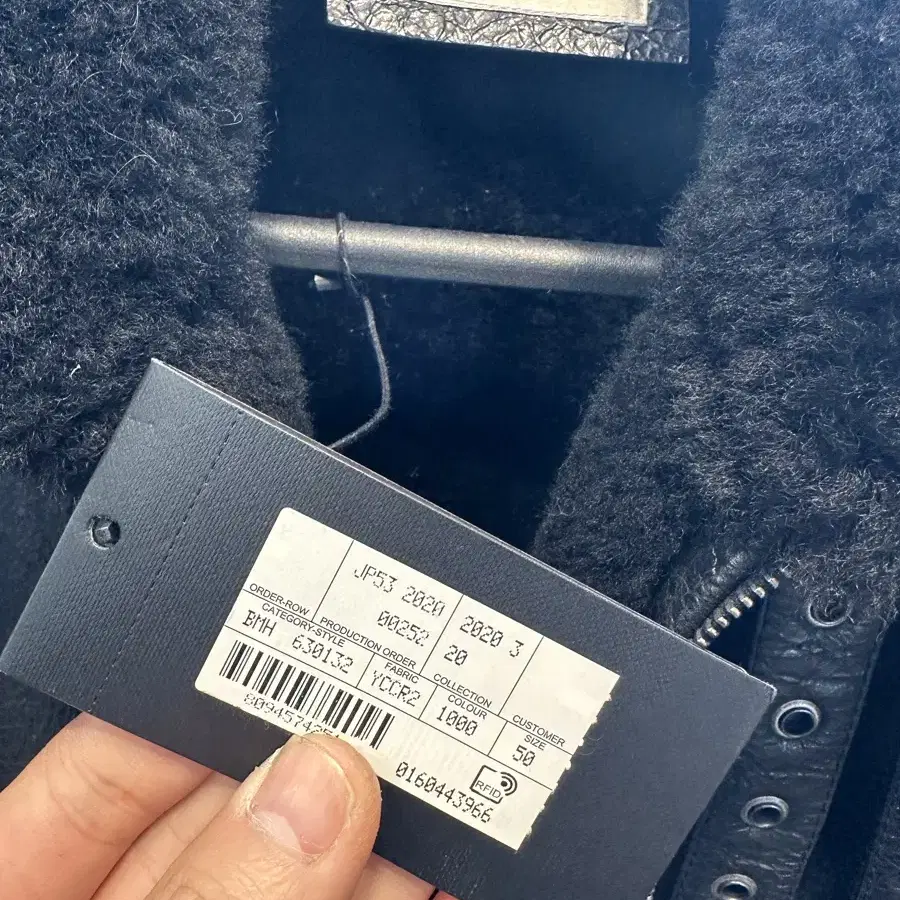 JP53 2020
00252
2020 3
20
ORDER-ROW
PRODUCTION ORDER
COLLECTION
CUSTOMER
CATEGORY-STYLE
FABRIC
COLOUR
SIZE
BMH 630132
YCCR2
1000
50
RFID
0160443966